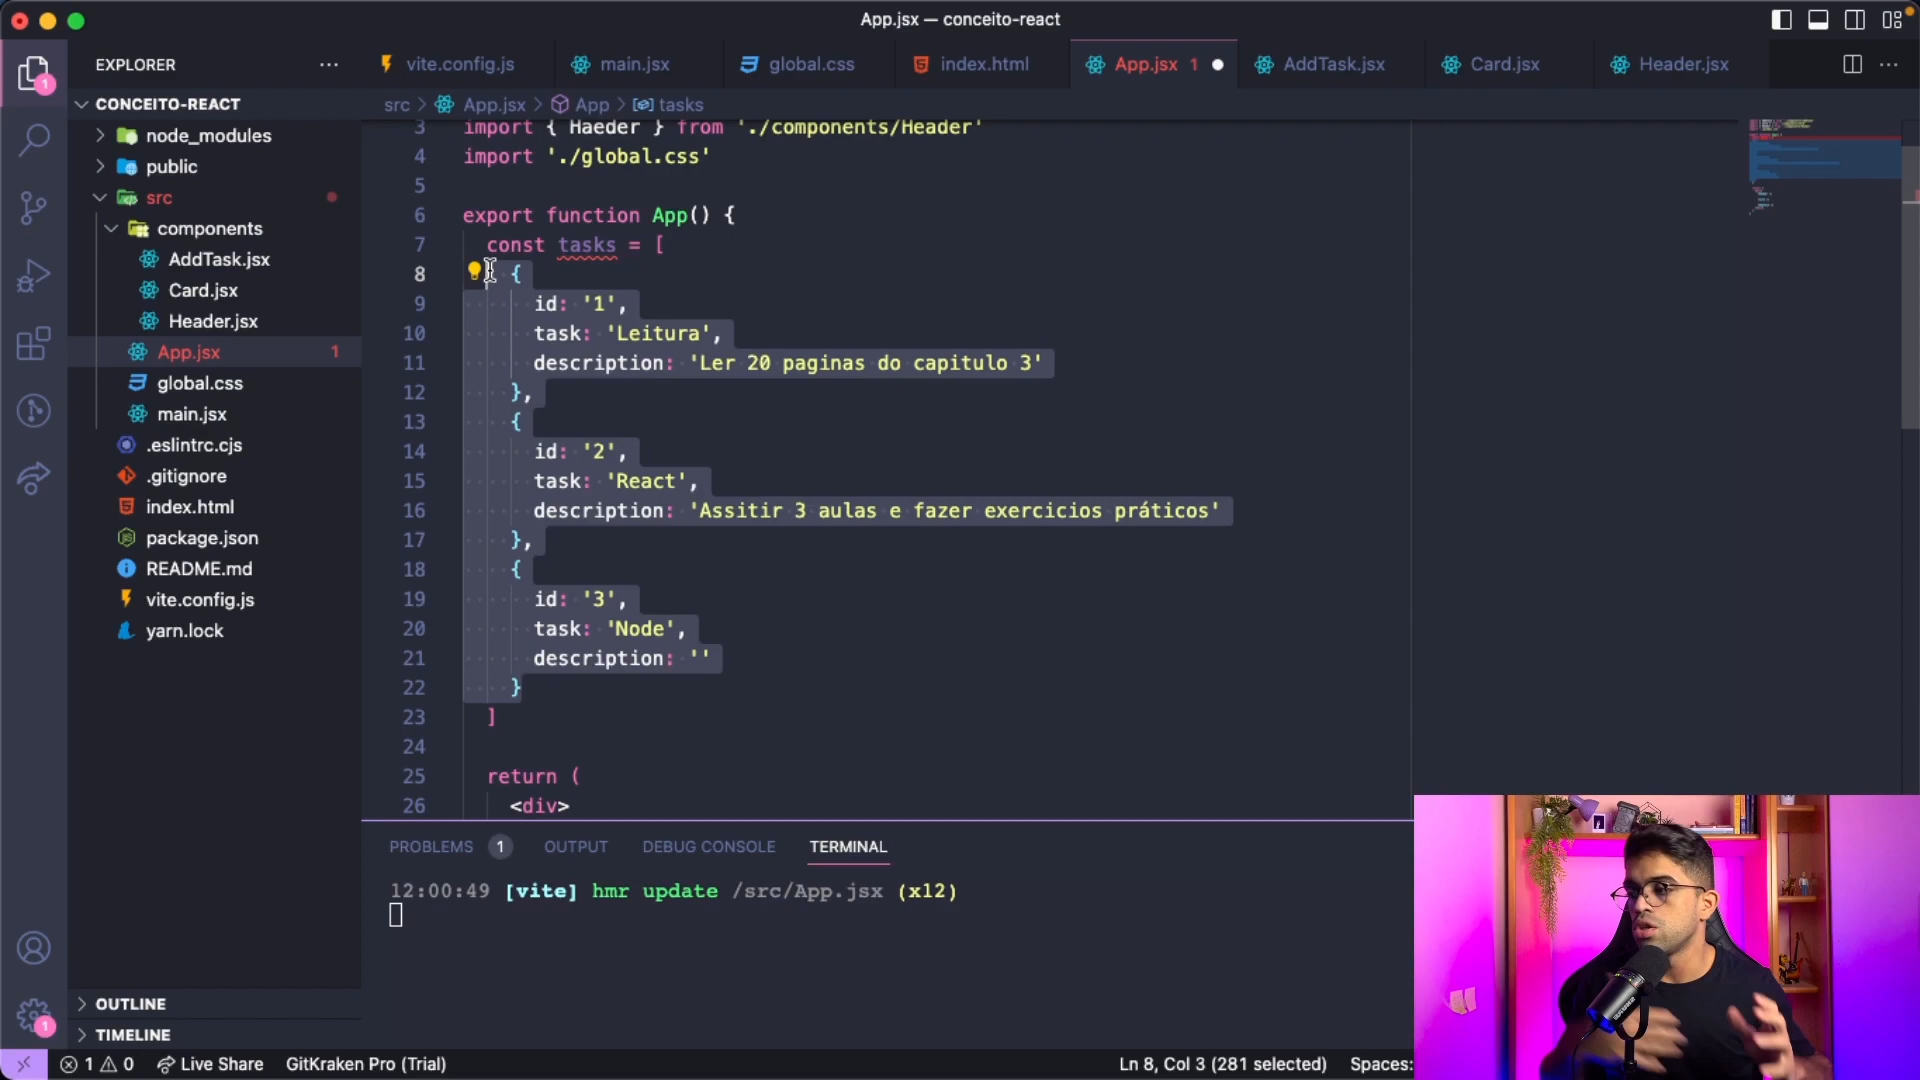 App.jsx — conceito-react
EXPLORER
vite.config.js
main.jsx
global.css
index.html
App.jsx 1
AddTask.jsx
Card.jsx
Header.jsx
CONCEITO-REACT
src > App.jsx > App > tasks
node_modules
public
src
components
AddTask.jsx
Card.jsx
Header.jsx
App.jsx 1
global.css
main.jsx
.eslintrc.cjs
.gitignore
index.html
package.json
README.md
vite.config.js
yarn.lock
OUTLINE
TIMELINE
1
1
3 import { Haeder } from './components/Header'
4 import './global.css'
5
6 export function App() {
7 const tasks = [
8 {
9 id: '1',
10 task: 'Leitura',
11 description: 'Ler 20 paginas do capitulo 3'
12 },
13 {
14 id: '2',
15 task: 'React',
16 description: 'Assitir 3 aulas e fazer exercicios práticos'
17 },
18 {
19 id: '3',
20 task: 'Node',
21 description: ''
22 }
23 ]
24
25 return (
26 <div>
PROBLEMS 1 OUTPUT DEBUG CONSOLE TERMINAL
12:00:49 [vite] hmr update /src/App.jsx (x12)
1 0 Live Share GitKraken Pro (Trial) Ln 8, Col 3 (281 selected) Spaces: